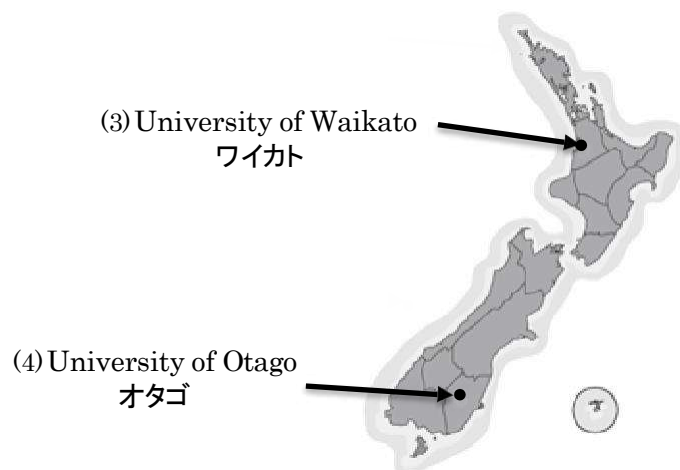 (3) University of Waikato
ワイカト
(4) University of Otago
オタゴ